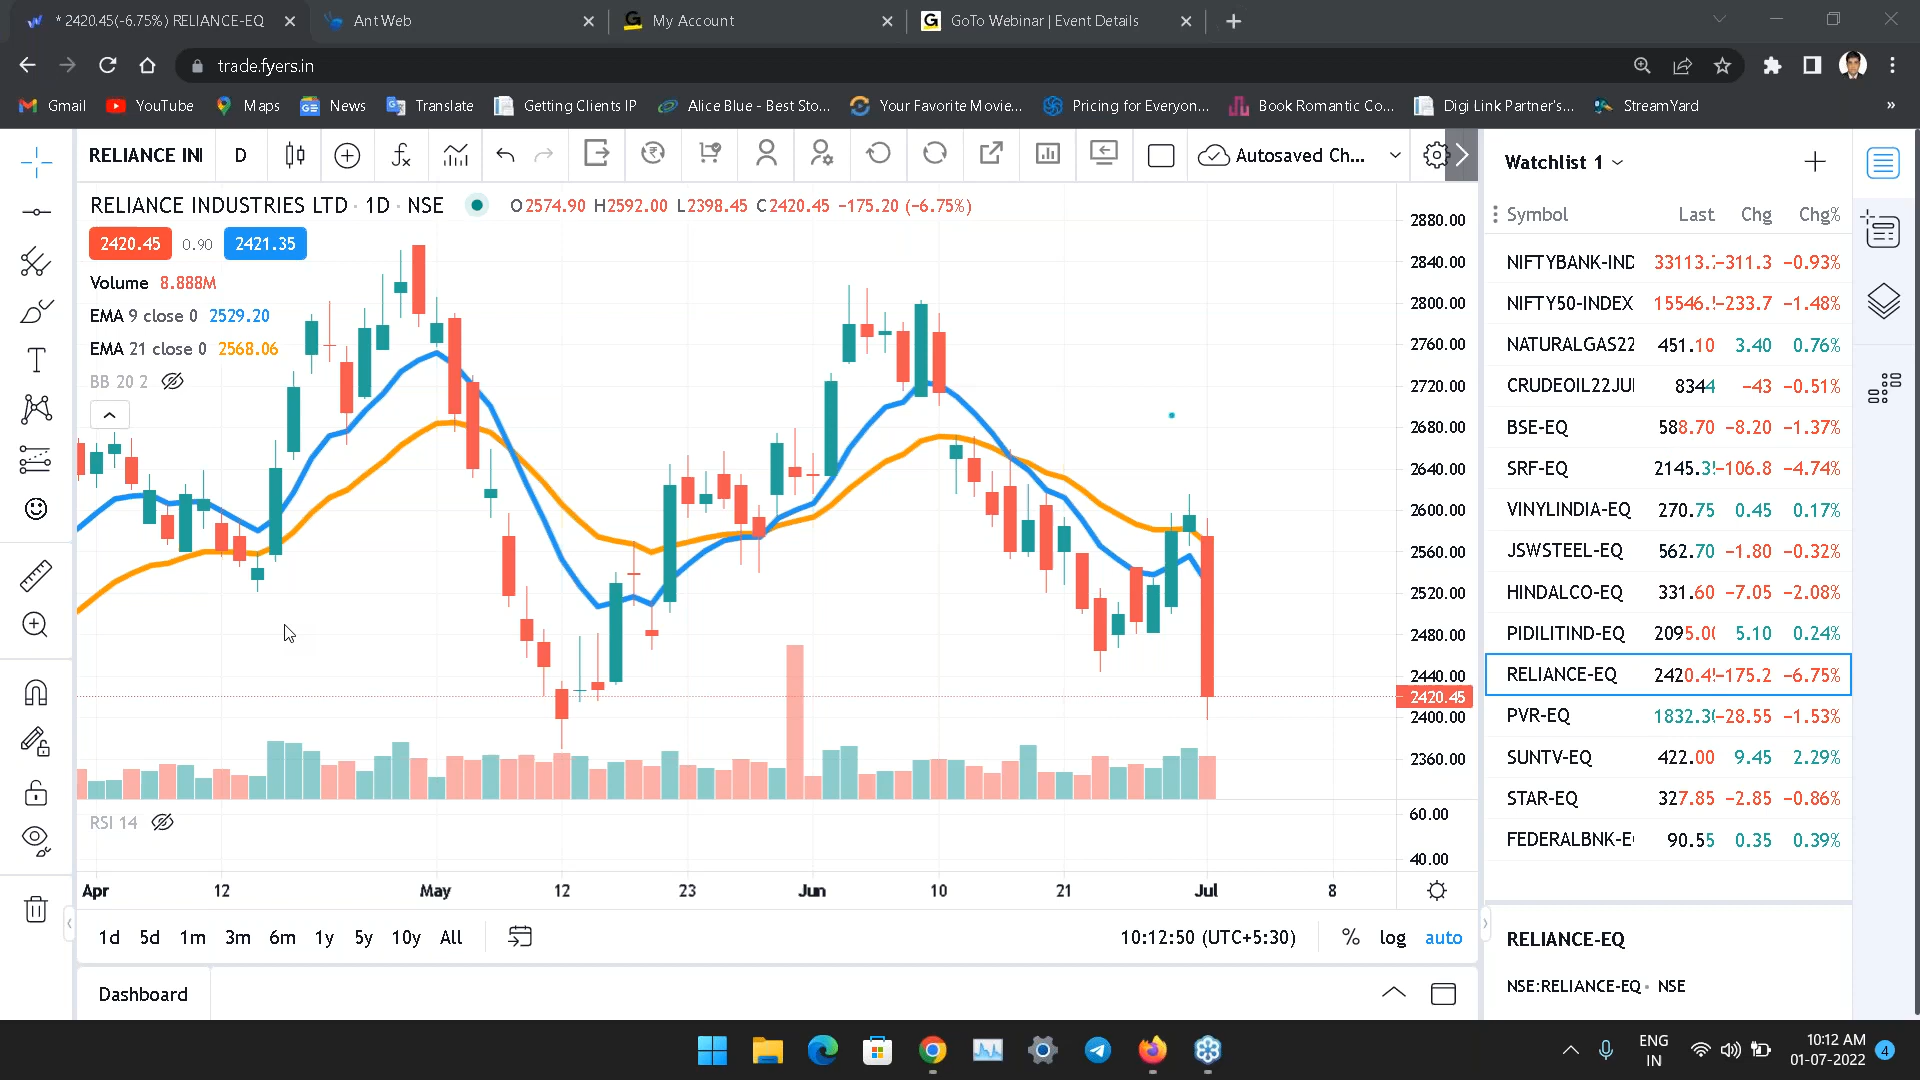 * 2420.45(-6.75%) RELIANCE-EQ
Ant Web
My Account
GoTo Webinar | Event Details
trade.fyers.in
Gmail
YouTube
Maps
News
Translate
Getting Clients IP
Alice Blue - Best Sto...
Your Favorite Movie...
Pricing for Everyon...
Book Romantic Co...
Digi Link Partner's...
StreamYard
RELIANCE INI
D
Autosaved Ch...
RELIANCE INDUSTRIES LTD · 1D · NSE
O2574.90 H2592.00 L2398.45 C2420.45 −175.20 (−6.75%)
2420.45 0.90 2421.35
Volume 8.888M
EMA 9 close 0 2529.20
EMA 21 close 0 2568.06
BB 20 2
2880.00
2840.00
2800.00
2760.00
2720.00
2680.00
2640.00
2600.00
2560.00
2520.00
2480.00
2440.00
2420.45
2400.00
2360.00
RSI 14
60.00
40.00
Apr 12 May 12 23 Jun 10 21 Jul 8
1d 5d 1m 3m 6m 1y 5y 10y All
10:12:50 (UTC+5:30)
% log auto
Dashboard
Watchlist 1
Symbol Last Chg Chg%
NIFTYBANK-IND 33113. −311.3 −0.93%
NIFTY50-INDEX 15546. −233.7 −1.48%
NATURALGAS22 451.10 3.40 0.76%
CRUDEOIL22JUI 8344 −43 −0.51%
BSE-EQ 588.70 −8.20 −1.37%
SRF-EQ 2145.3 −106.8 −4.74%
VINYLINDIA-EQ 270.75 0.45 0.17%
JSWSTEEL-EQ 562.70 −1.80 −0.32%
HINDALCO-EQ 331.60 −7.05 −2.08%
PIDILITIND-EQ 2095.0 5.10 0.24%
RELIANCE-EQ 2420.4 −175.2 −6.75%
PVR-EQ 1832.3 −28.55 −1.53%
SUNTV-EQ 422.00 9.45 2.29%
STAR-EQ 327.85 −2.85 −0.86%
FEDERALBNK-E 90.55 0.35 0.39%
RELIANCE-EQ
NSE:RELIANCE-EQ · NSE
ENG
IN
10:12 AM
01-07-2022
4